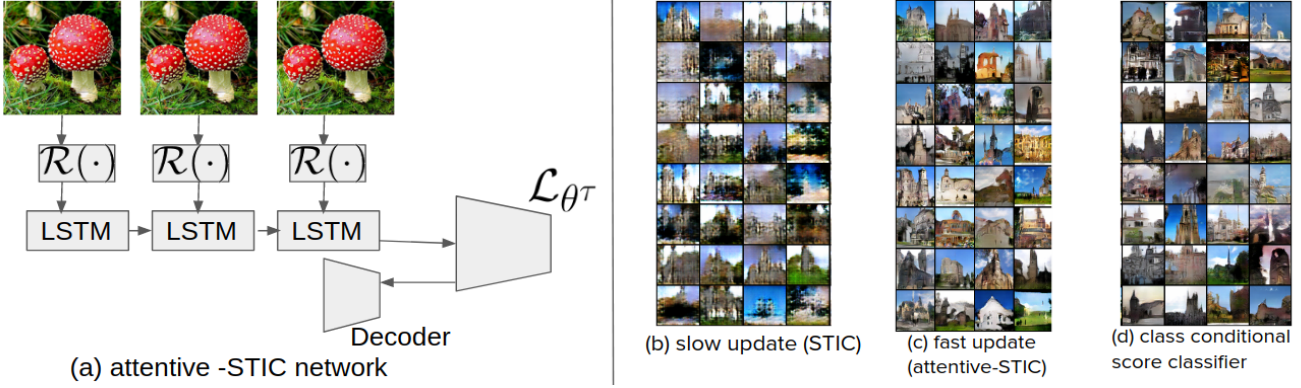 R(·) R(·) R(·)
LSTM LSTM LSTM
ℒθτ
Decoder
(a) attentive -STIC network
(b) slow update (STIC)
(c) fast update
(attentive-STIC)
(d) class conditional
score classifier